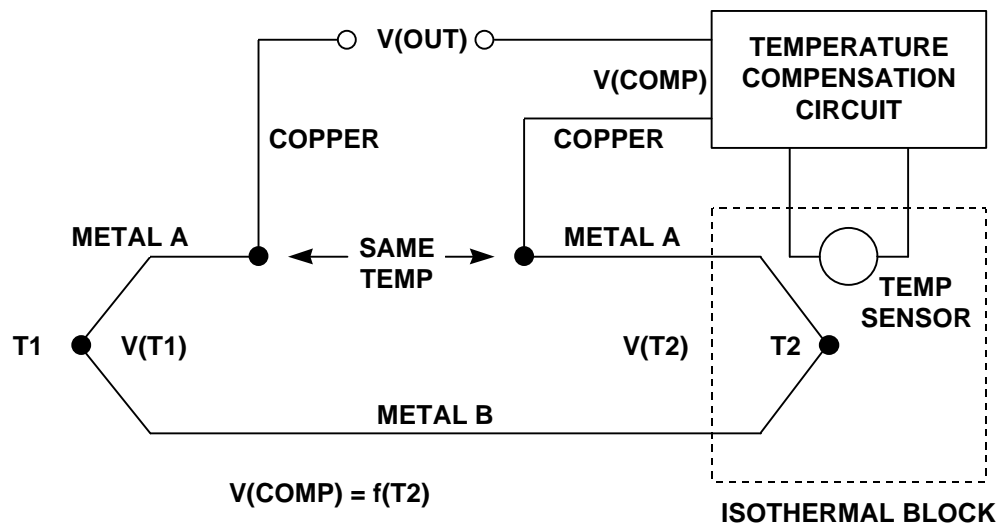 V(OUT)
TEMPERATURE
COMPENSATION
CIRCUIT
V(COMP)
COPPER
COPPER
METAL A
SAME
TEMP
METAL A
TEMP
SENSOR
T1
V(T1)
V(T2)
T2
METAL B
V(COMP) = f(T2)
ISOTHERMAL BLOCK